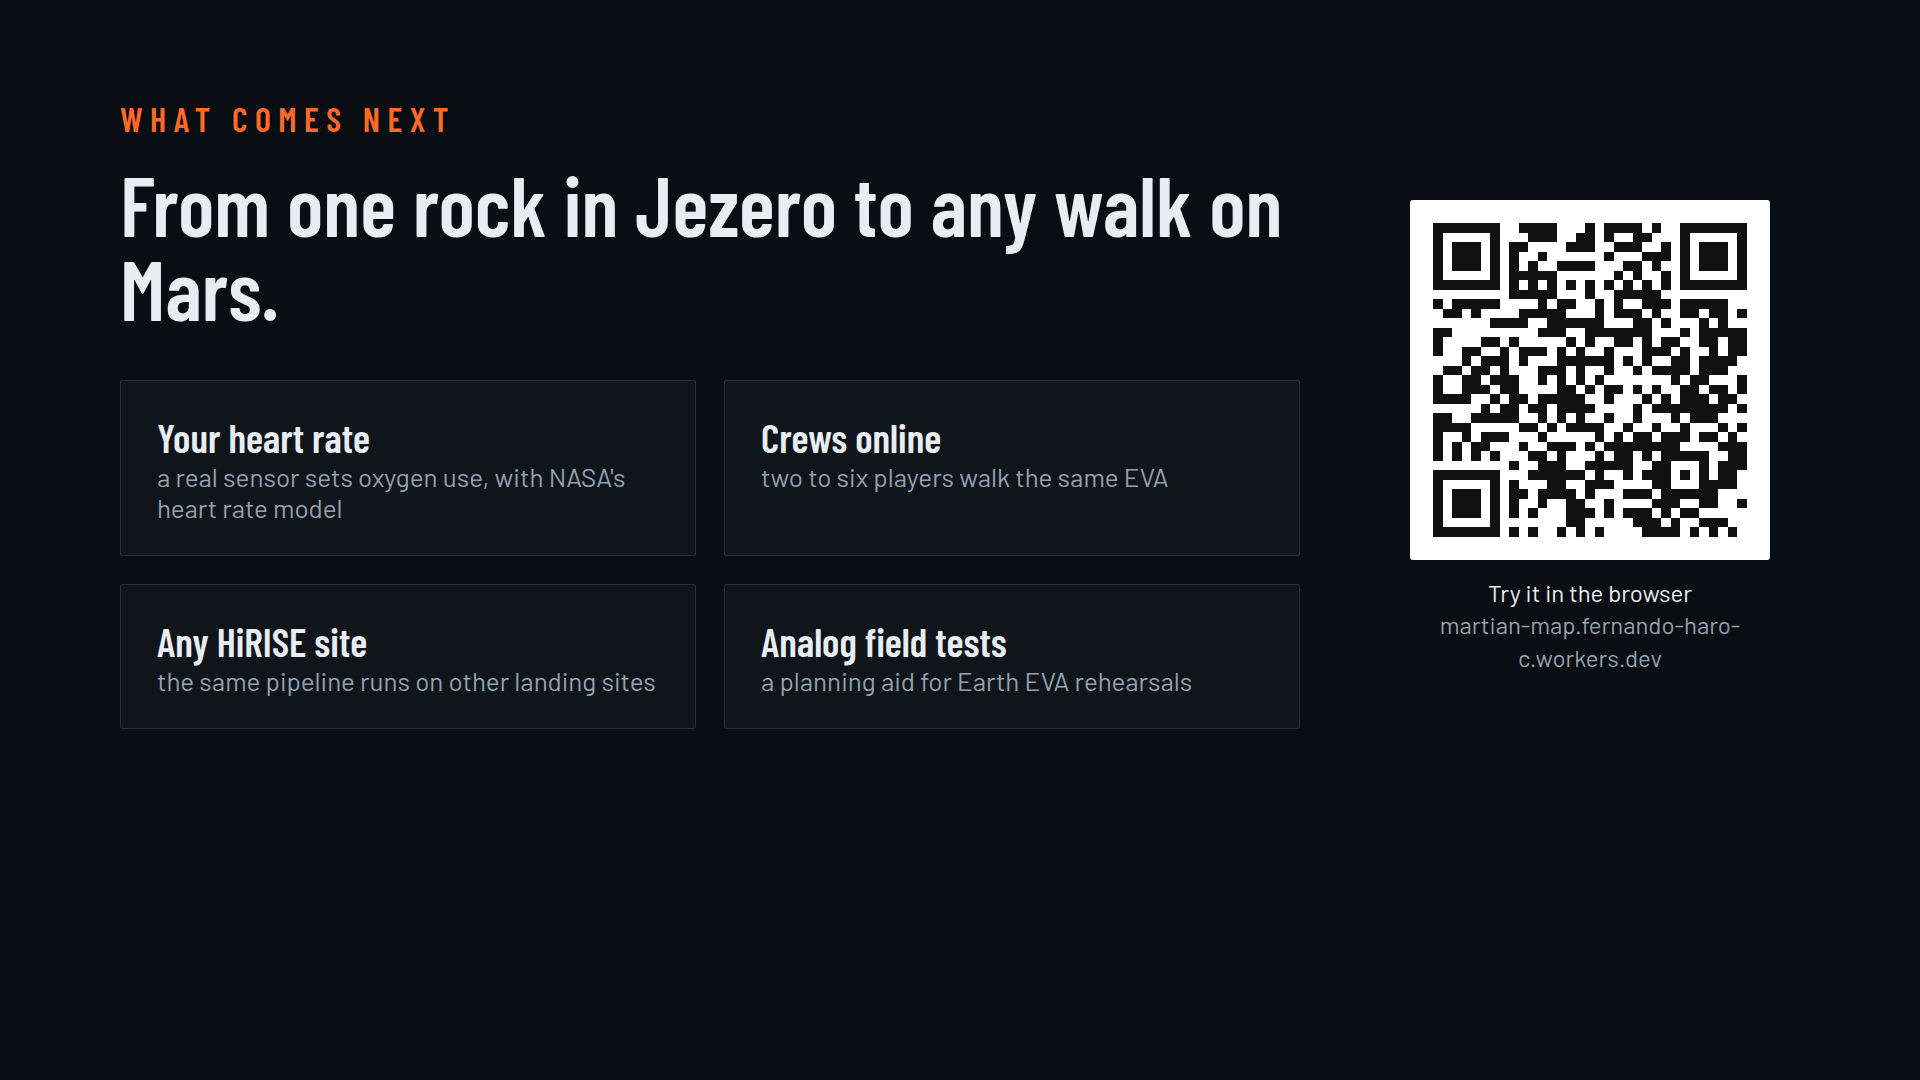 WHAT COMES NEXT
From one rock in Jezero to any walk on
Mars.
Your heart rate
a real sensor sets oxygen use, with NASA's
heart rate model
Crews online
two to six players walk the same EVA
Any HiRISE site
the same pipeline runs on other landing sites
Analog field tests
a planning aid for Earth EVA rehearsals
Try it in the browser
martian-map.fernando-haro-
c.workers.dev